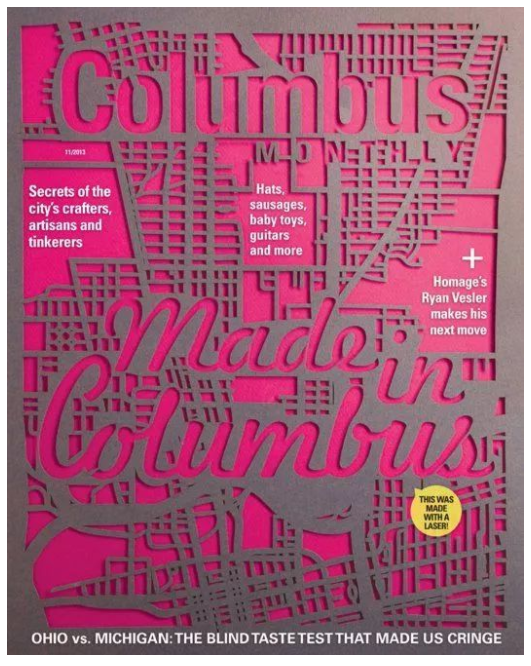 Columbus
MONTHLY
11/2013
Secrets of the
city's crafters,
artisans and
tinkerers
Hats,
sausages,
baby toys,
guitars
and more
+
Homage's
Ryan Vesler
makes his
next move
Made in
Columbus
THIS WAS
MADE
WITH A
LASER!
OHIO vs. MICHIGAN: THE BLIND TASTE TEST THAT MADE US CRINGE